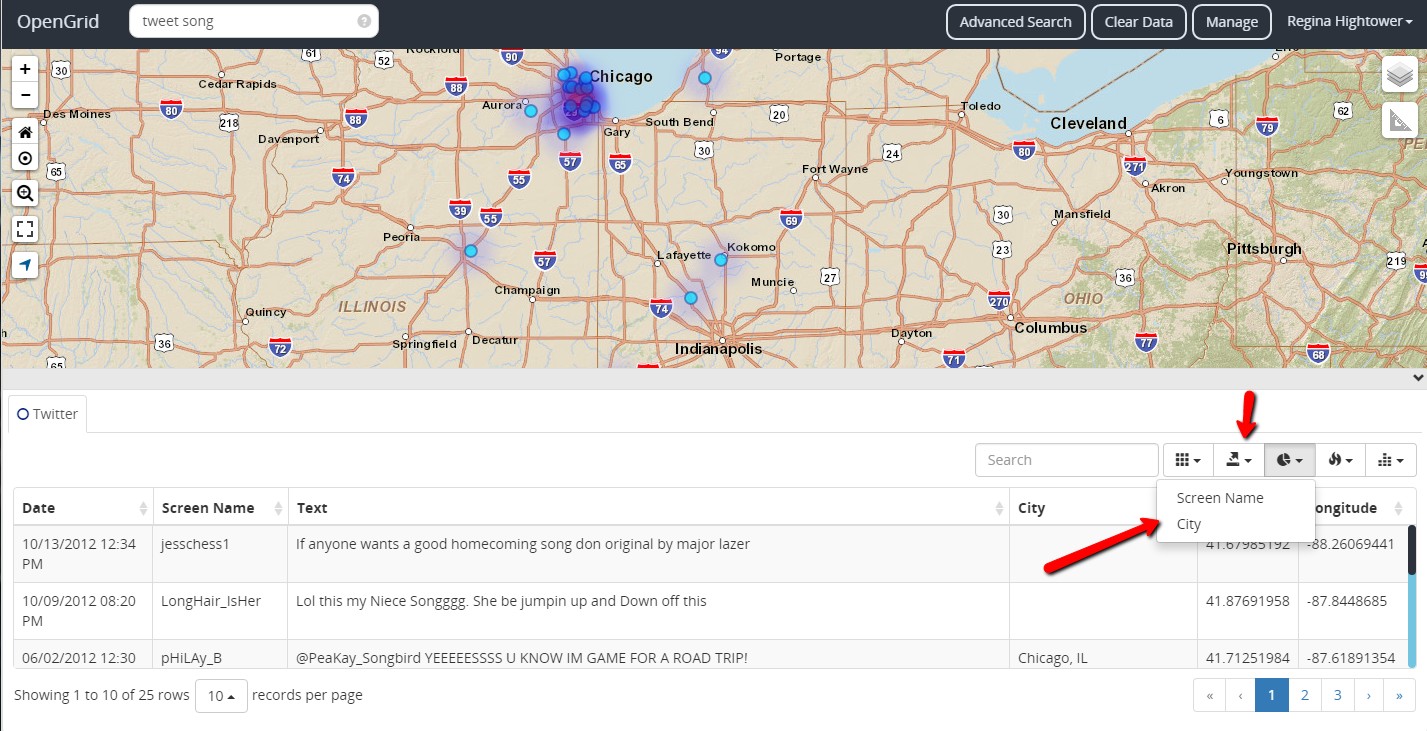 OpenGrid
tweet song
?
Advanced Search
Clear Data
Manage
Regina Hightower
+
−
Rockford
61
90
94
Portage
30
52
Cedar Rapids
88
Chicago
Aurora
Des Moines
80
218
88
Davenport
Gary
South Bend
20
Toledo
Cleveland
6
79
62
57
65
30
24
80
271
Akron
Youngstown
65
74
55
Fort Wayne
39
55
69
30
Mansfield
Peoria
23
Pittsburgh
57
Lafayette
Kokomo
27
36
219
Champaign
Muncie
ILLINOIS
74
270
OHIO
Columbus
Quincy
36
72
Springfield
Decatur
Indianapolis
Dayton
71
77
68
65
Twitter
Search
Screen Name
City
Date
Screen Name
Text
City
ongitude
10/13/2012 12:34
PM
jesschess1
If anyone wants a good homecoming song don original by major lazer
41.67985192
-88.26069441
10/09/2012 08:20
PM
LongHair_IsHer
Lol this my Niece Songggg. She be jumpin up and Down off this
41.87691958
-87.8448685
06/02/2012 12:30
pHiLAy_B
@PeaKay_Songbird YEEEEESSSS U KNOW IM GAME FOR A ROAD TRIP!
Chicago, IL
41.71251984
-87.61891354
Showing 1 to 10 of 25 rows
10
records per page
«
‹
1
2
3
›
»